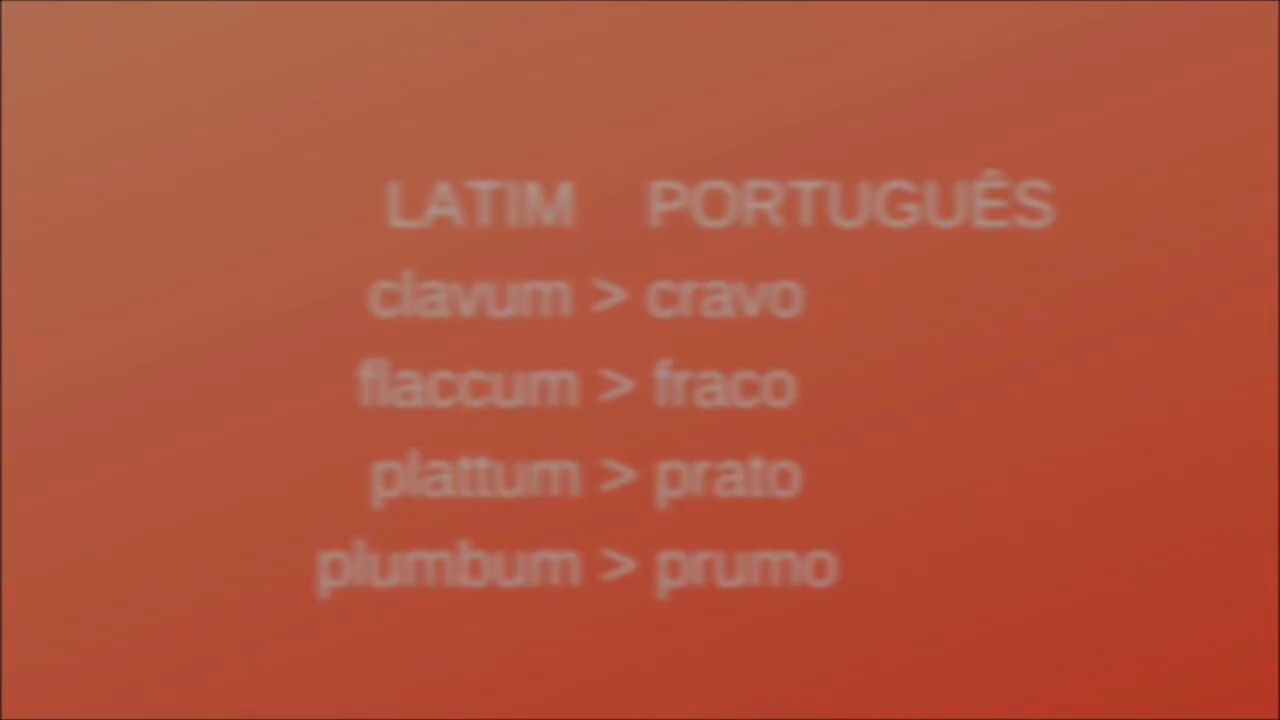 LATIM PORTUGUÊS
clavum > cravo
flaccum > fraco
plattum > prato
plumbum > prumo